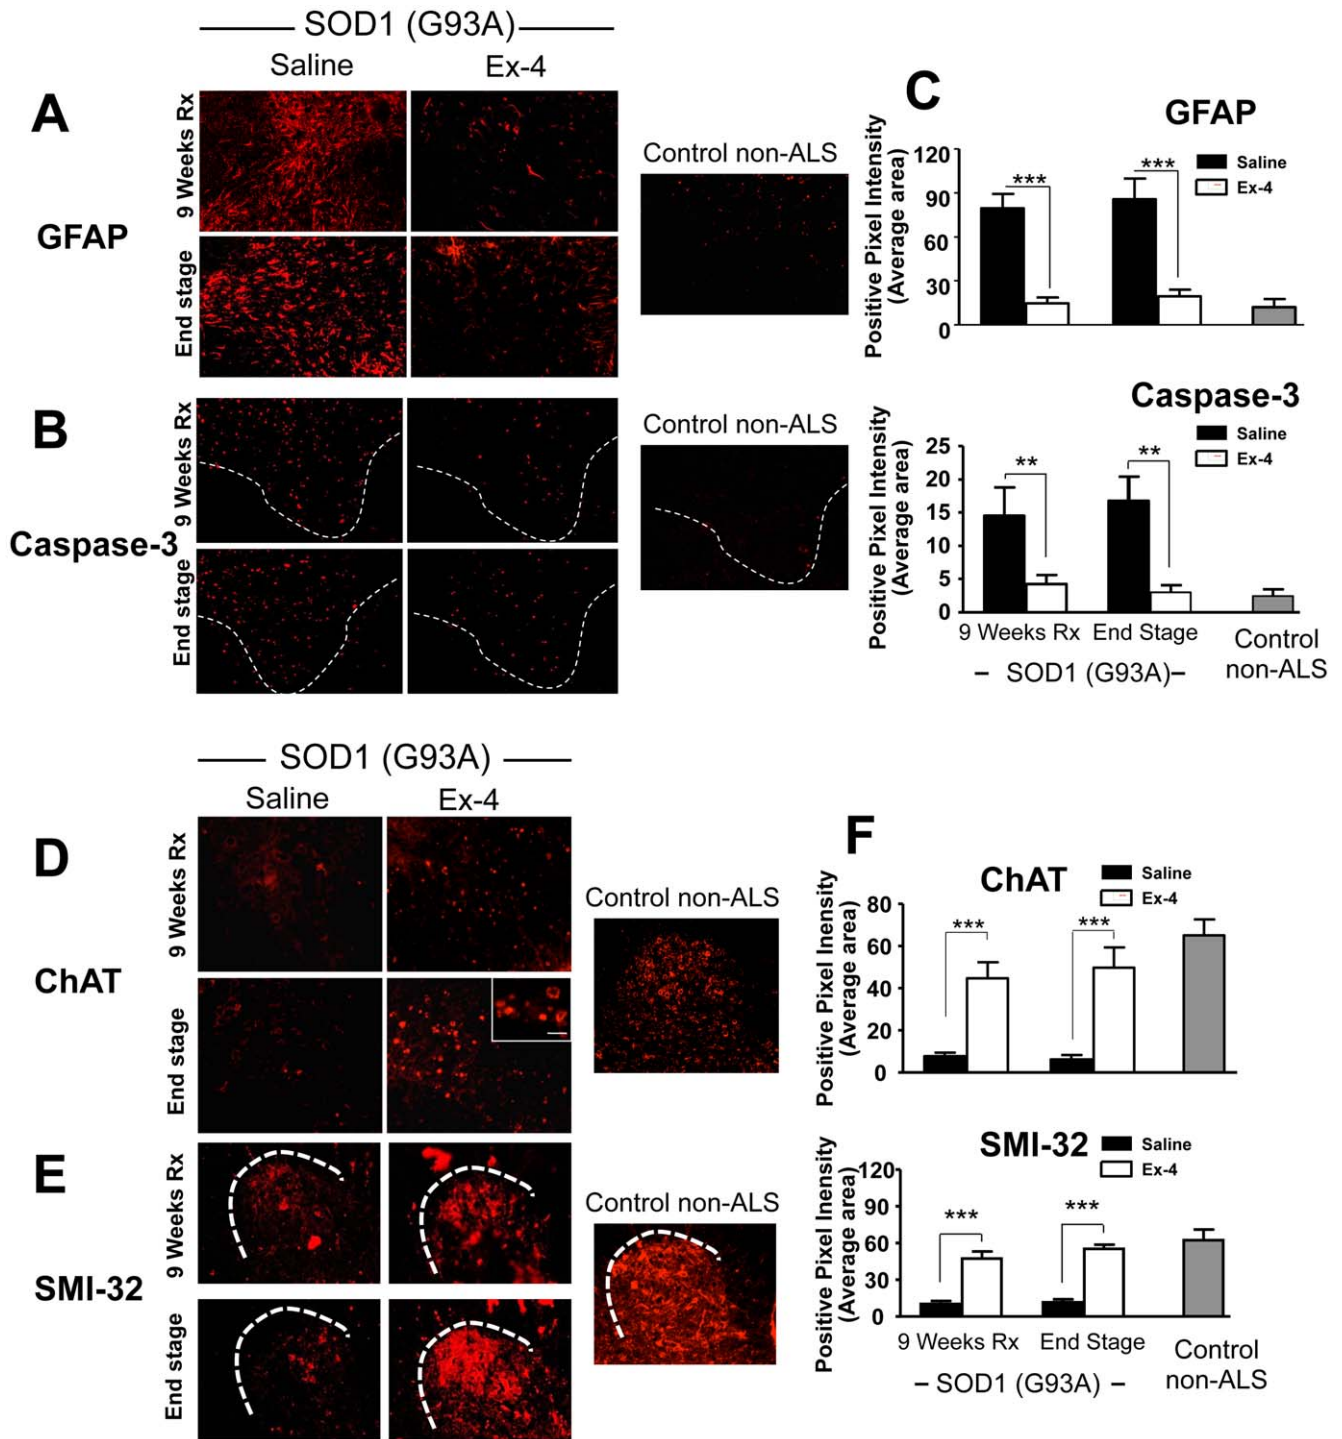 SOD1 (G93A)
Saline
Ex-4
A
GFAP
9 Weeks Rx
End stage
Control non-ALS
B
Caspase-3
9 Weeks Rx
End stage
Control non-ALS
C
GFAP
Saline
Ex-4
Positive Pixel Intensity
(Average area)
120
90
60
30
0
***
***
Caspase-3
Saline
Ex-4
Positive Pixel Intensity
(Average area)
25
20
15
10
5
0
**
**
9 Weeks Rx
End Stage
Control
non-ALS
– SOD1 (G93A) –
SOD1 (G93A)
Saline
Ex-4
D
ChAT
9 Weeks Rx
End stage
Control non-ALS
E
SMI-32
9 Weeks Rx
End stage
Control non-ALS
F
ChAT
Saline
Ex-4
Positive Pixel Inensity
(Average area)
80
60
40
20
0
***
***
SMI-32
Saline
Ex-4
Positive Pixel Inensity
(Average area)
120
90
60
30
0
***
***
9 Weeks Rx
End Stage
Control
non-ALS
– SOD1 (G93A) –